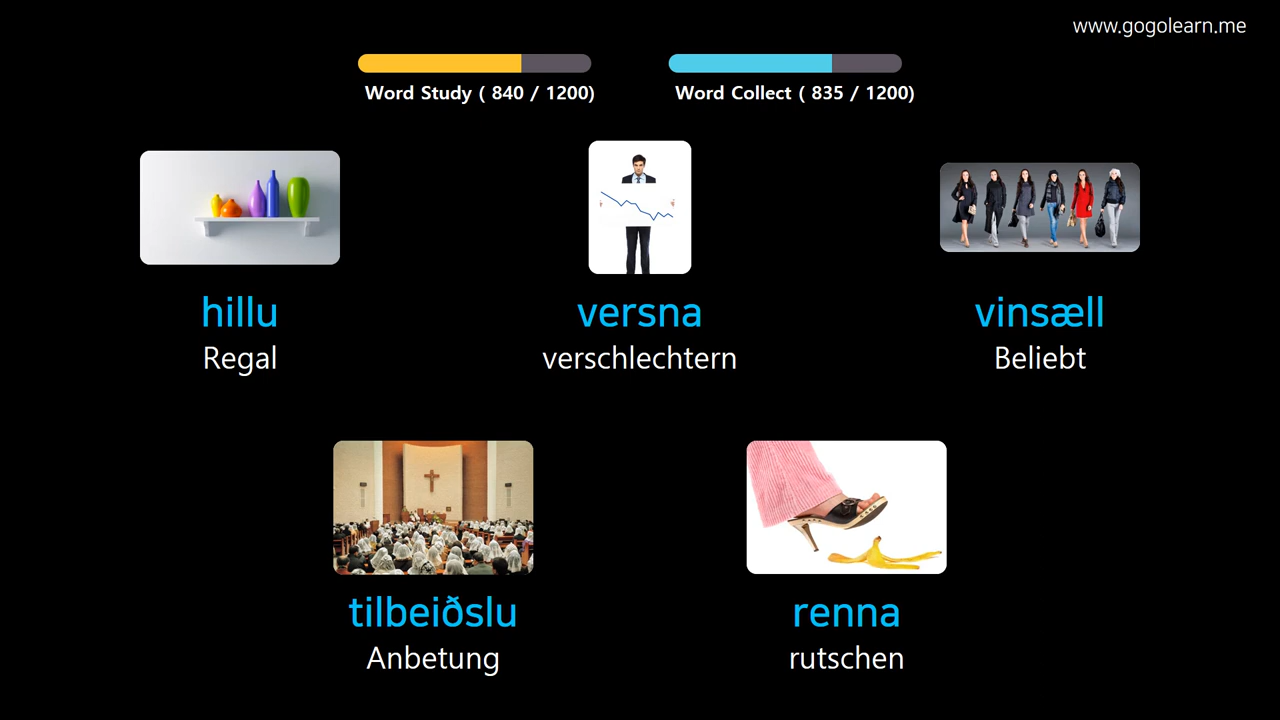 www.gogolearn.me
Word Study ( 840 / 1200)
Word Collect ( 835 / 1200)
hillu
Regal
versna
verschlechtern
vinsæll
Beliebt
tilbeiðslu
Anbetung
renna
rutschen